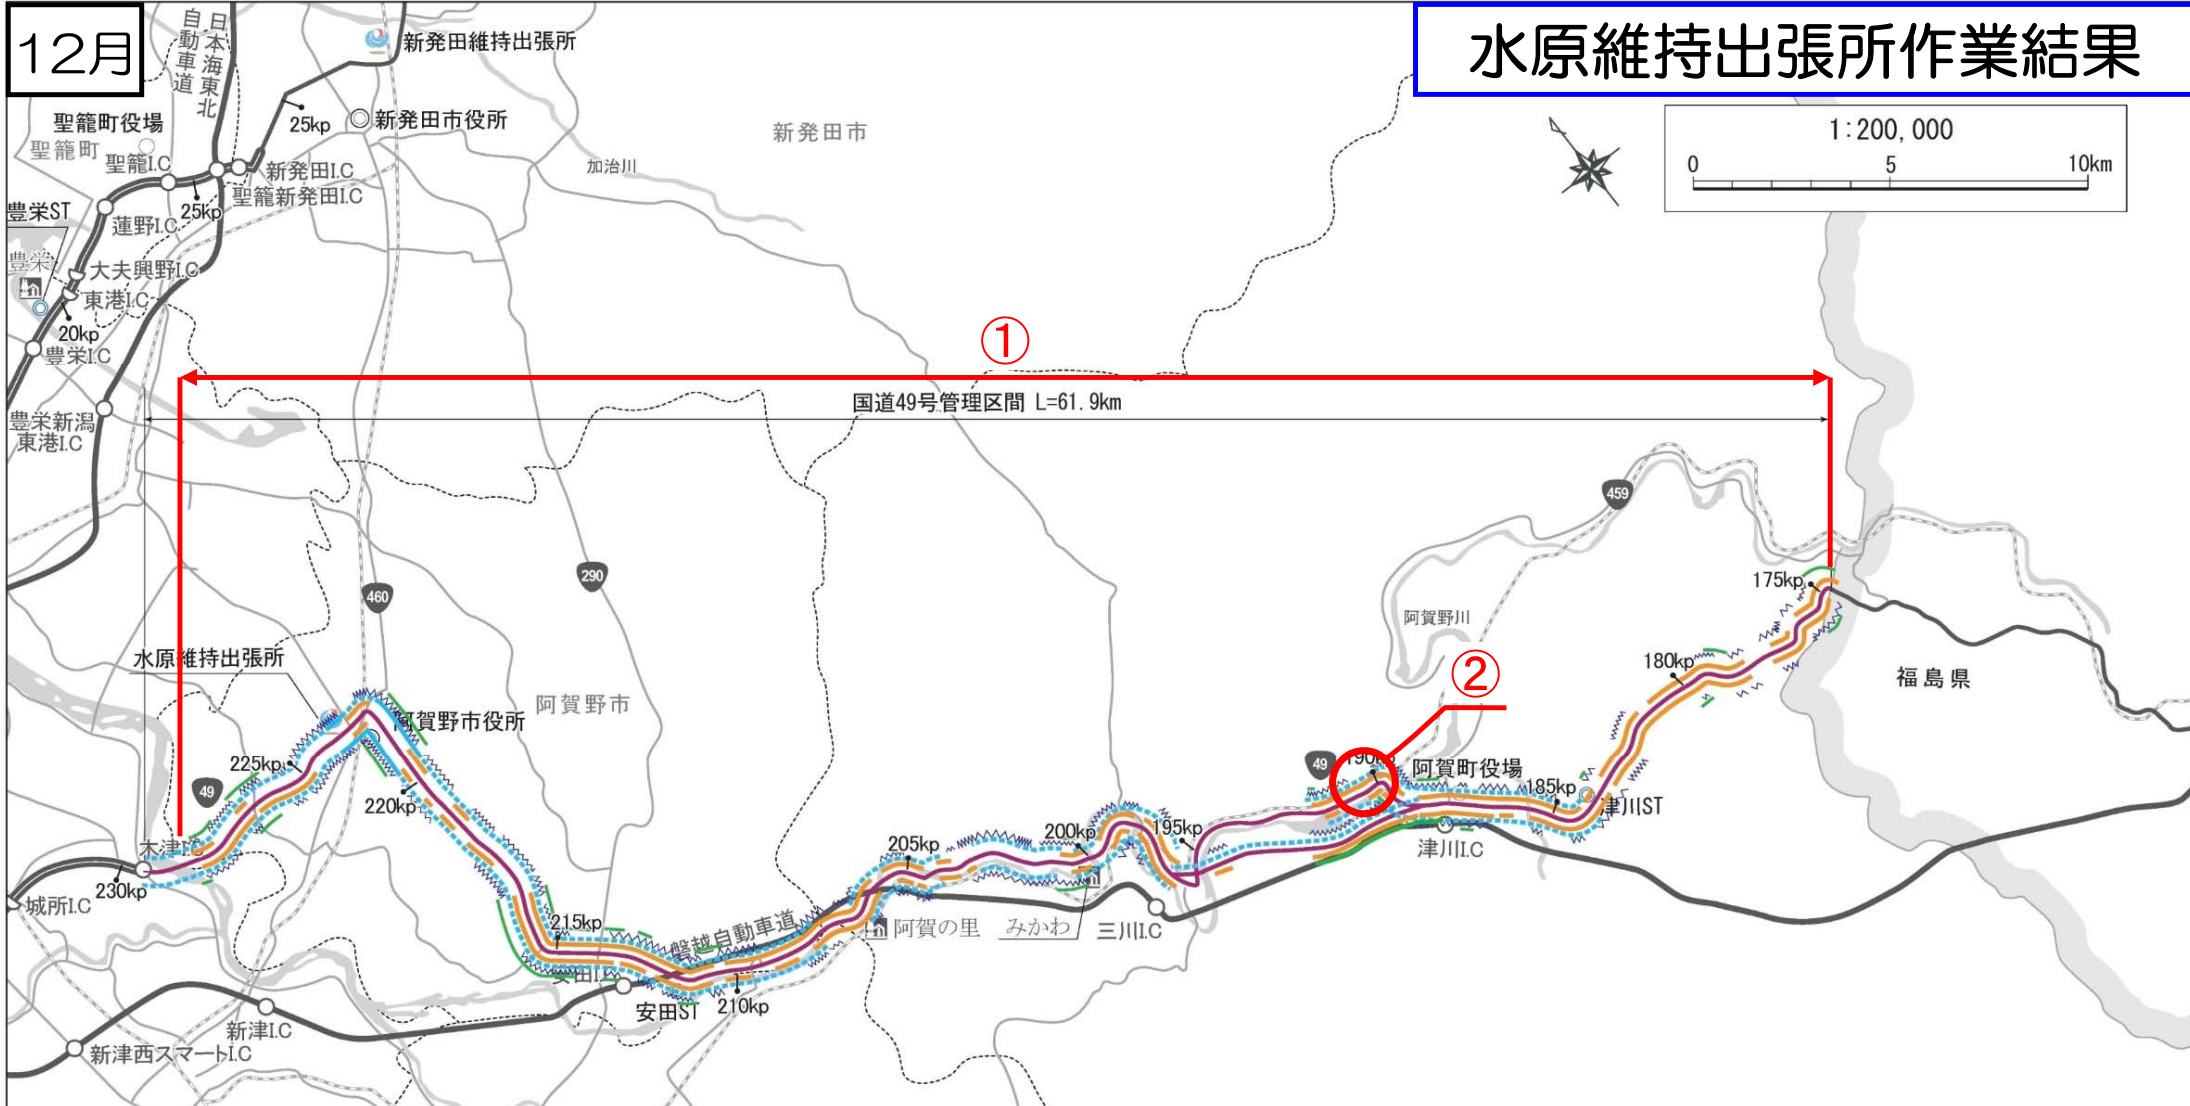 12月
水原維持出張所作業結果
日本海東北
自動車道
新発田維持出張所
25kp
新発田市役所
聖籠町役場
聖籠町
聖籠I.C
新発田I.C
聖籠新発田I.C
25kp
豊栄ST
蓮野I.C
豊栄
大夫興野I.C
東港I.C
20kp
豊栄I.C
豊栄新潟
東港I.C
新発田市
加治川
1:200,000
0 5 10km
①
国道49号管理区間 L=61.9km
459
290
460
175kp
阿賀野川
水原維持出張所
②
180kp
福島県
阿賀野市
阿賀野市役所
225kp
49
220kp
49
190kp
阿賀町役場
185kp
津川ST
木津I.C
230kp
城所I.C
205kp
200kp
195kp
津川I.C
215kp
磐越自動車道
阿賀の里 みかわ
三川I.C
安田I.C
安田ST
210kp
新津I.C
新津西スマートI.C